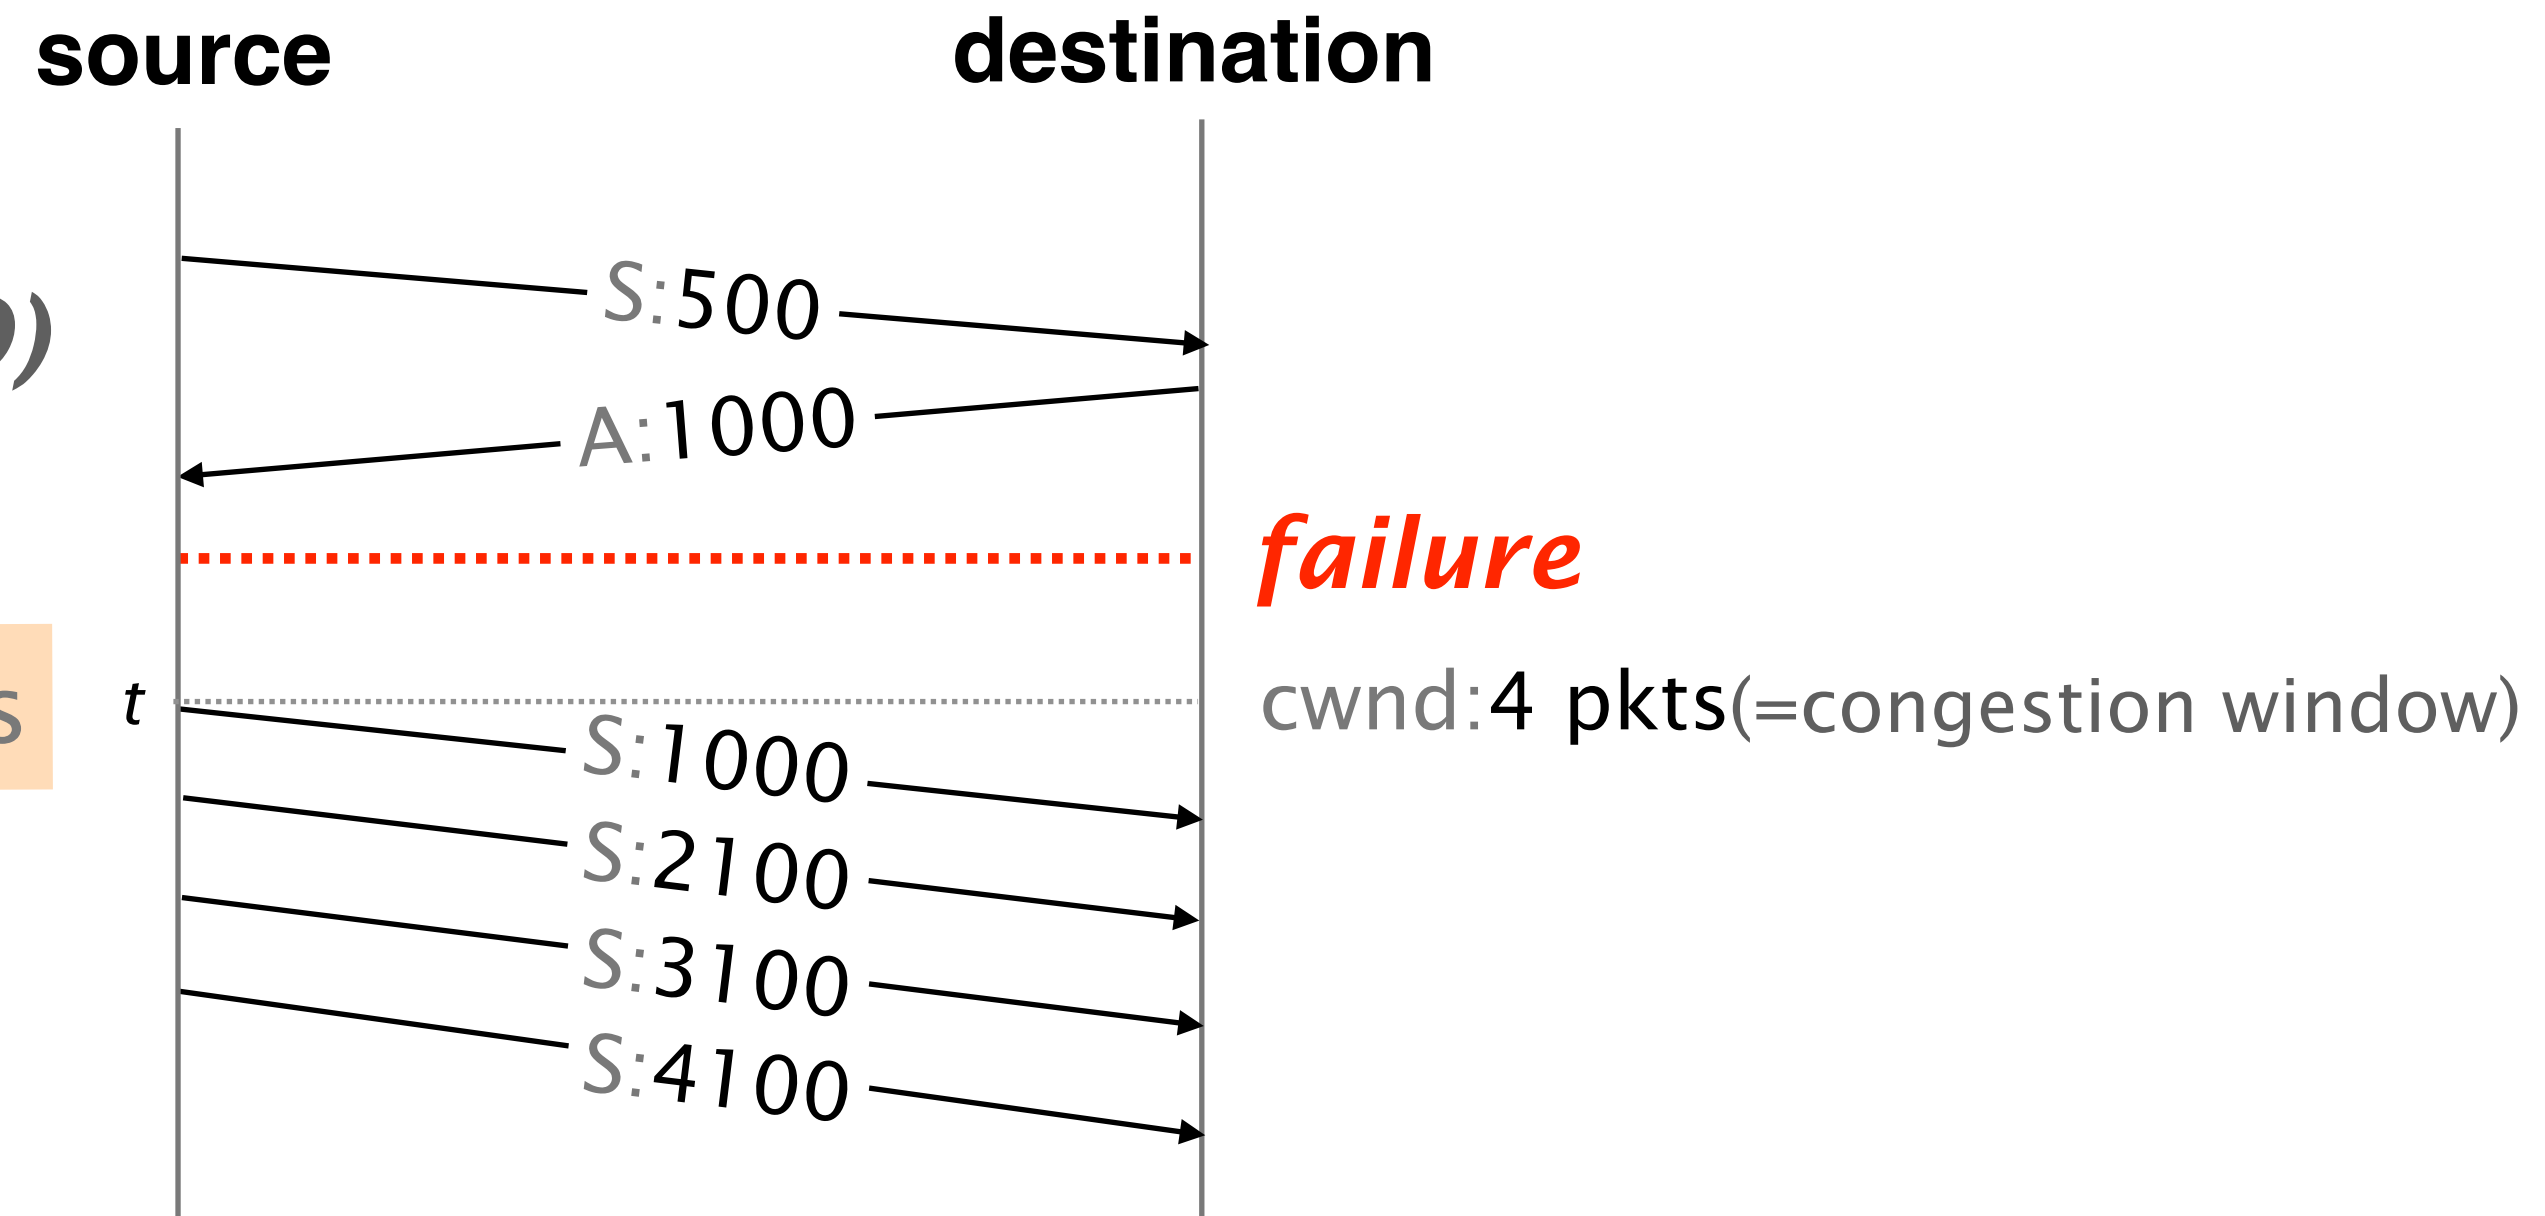 source destination
S:500
))
A:1000
failure
s t cwnd:4 pkts(=congestion window)
S:1000
S:2100
S:3100
S:4100